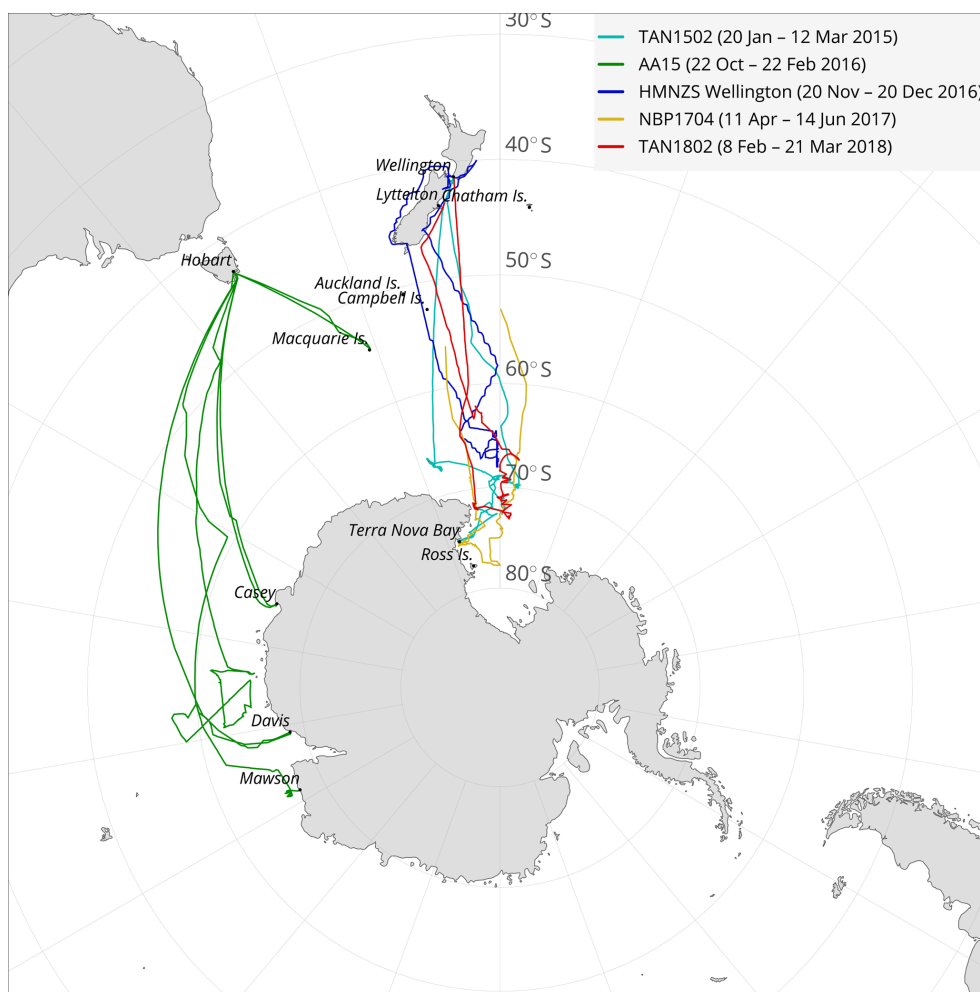 30°S
TAN1502 (20 Jan – 12 Mar 2015)
AA15 (22 Oct – 22 Feb 2016)
HMNZS Wellington (20 Nov – 20 Dec 2016)
NBP1704 (11 Apr – 14 Jun 2017)
TAN1802 (8 Feb – 21 Mar 2018)
40°S
Wellington
Lyttelton
Chatham Is.
Hobart
50°S
Auckland Is.
Campbell Is.
Macquarie Is.
60°S
70°S
Terra Nova Bay
Ross Is.
80°S
Casey
Davis
Mawson